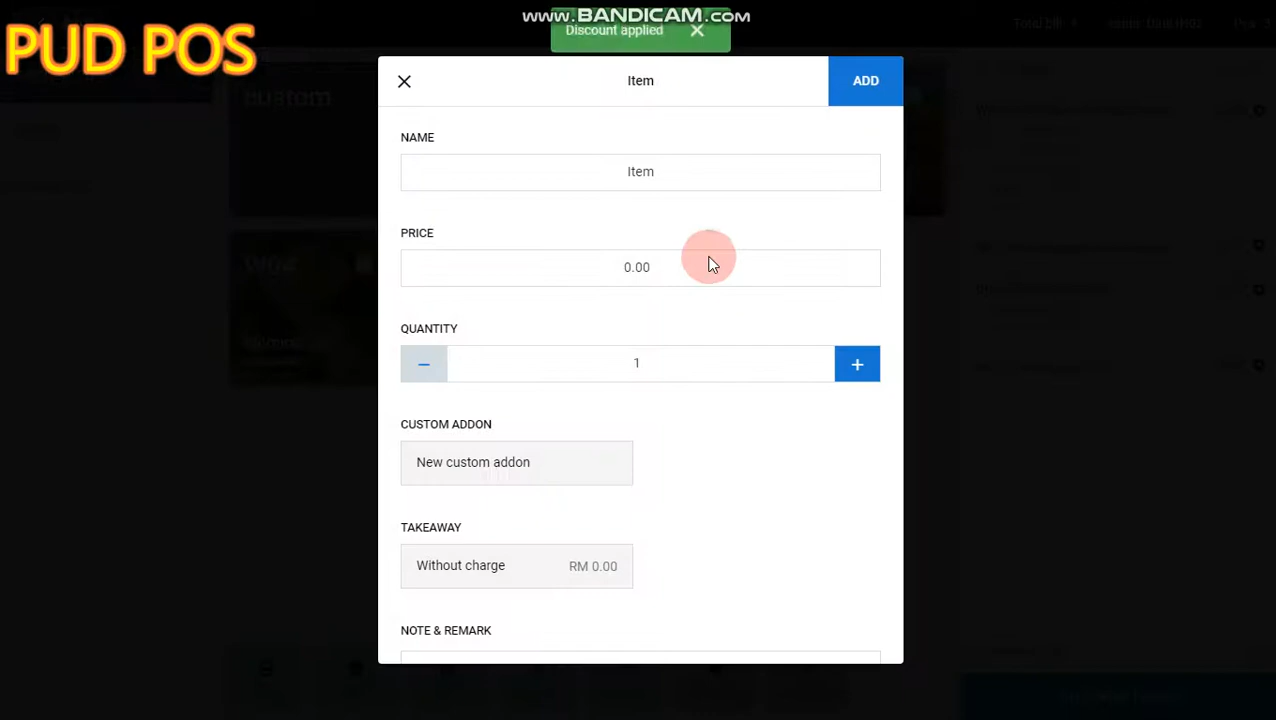 www.BANDICAM.com
PUD POS
Discount applied
Item
ADD
NAME
Item
PRICE
0.00
QUANTITY
1
CUSTOM ADDON
New custom addon
TAKEAWAY
Without charge RM 0.00
NOTE & REMARK
custom